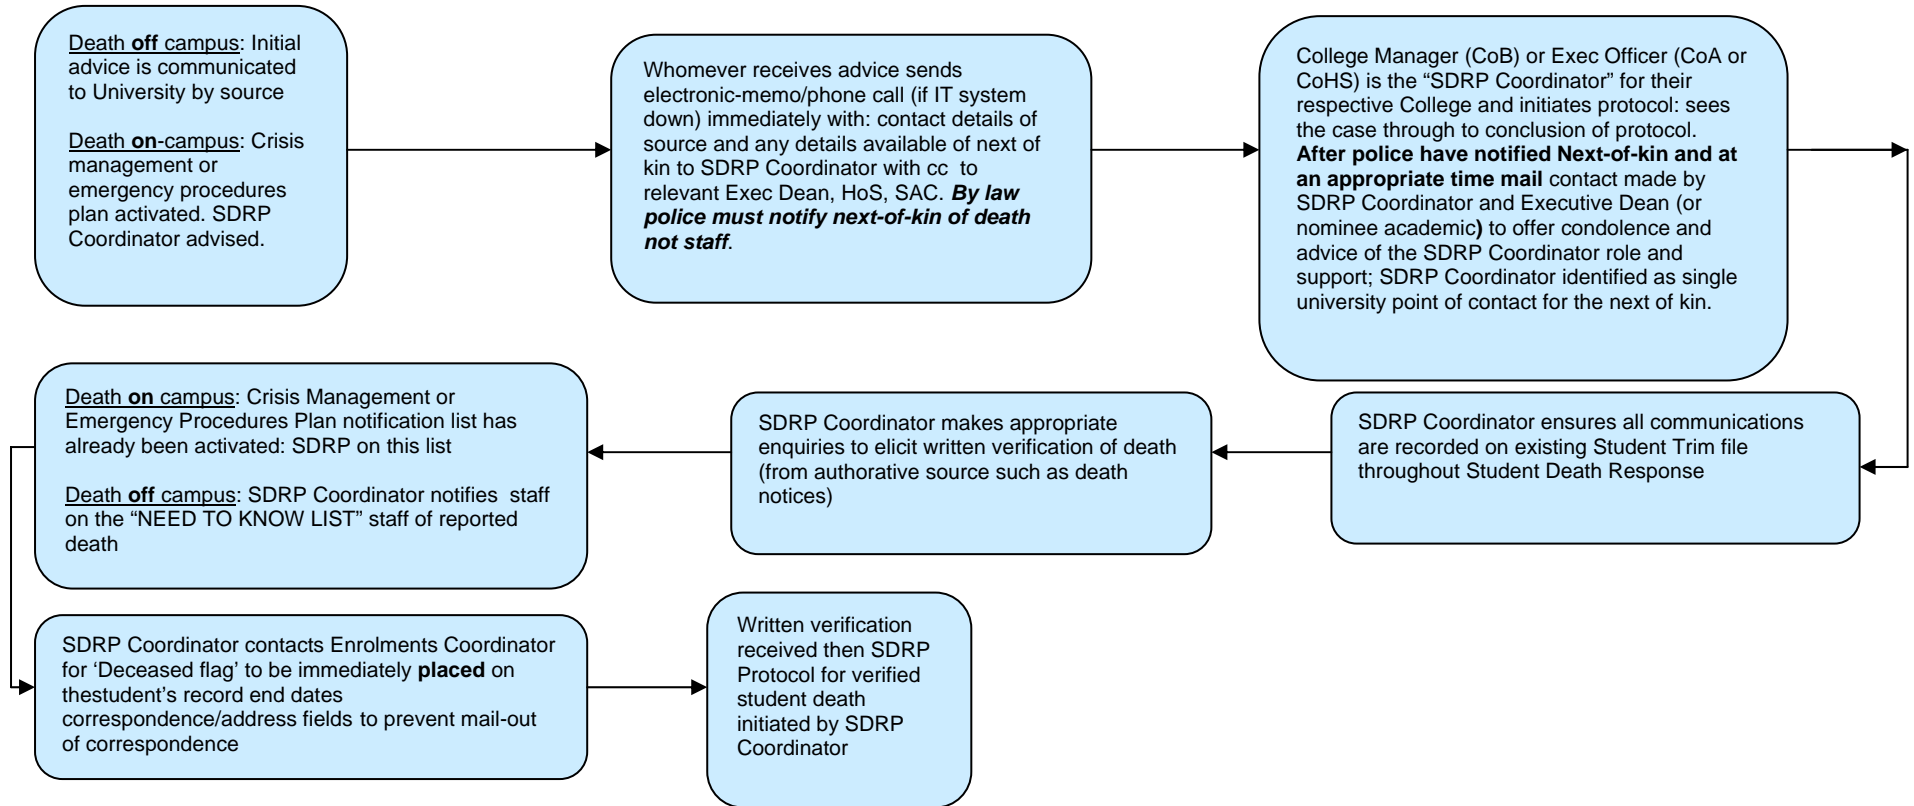 Death off campus: Initial
advice is communicated
to University by source
Death on-campus: Crisis
management or
emergency procedures
plan activated. SDRP
Coordinator advised.
Whomever receives advice sends
electronic-memo/phone call (if IT system
down) immediately with: contact details of
source and any details available of next of
kin to SDRP Coordinator with cc to
relevant Exec Dean, HoS, SAC. By law
police must notify next-of-kin of death
not staff.
College Manager (CoB) or Exec Officer (CoA or
CoHS) is the “SDRP Coordinator” for their
respective College and initiates protocol: sees
the case through to conclusion of protocol.
After police have notified Next-of-kin and at
an appropriate time mail contact made by
SDRP Coordinator and Executive Dean (or
nominee academic) to offer condolence and
advice of the SDRP Coordinator role and
support; SDRP Coordinator identified as single
university point of contact for the next of kin.
SDRP Coordinator ensures all communications
are recorded on existing Student Trim file
throughout Student Death Response
SDRP Coordinator makes appropriate
enquiries to elicit written verification of death
(from authorative source such as death
notices)
Death on campus: Crisis Management or
Emergency Procedures Plan notification list has
already been activated: SDRP on this list
Death off campus: SDRP Coordinator notifies staff
on the “NEED TO KNOW LIST” staff of reported
death
SDRP Coordinator contacts Enrolments Coordinator
for ‘Deceased flag’ to be immediately placed on
thestudent’s record end dates
correspondence/address fields to prevent mail-out
of correspondence
Written verification
received then SDRP
Protocol for verified
student death
initiated by SDRP
Coordinator